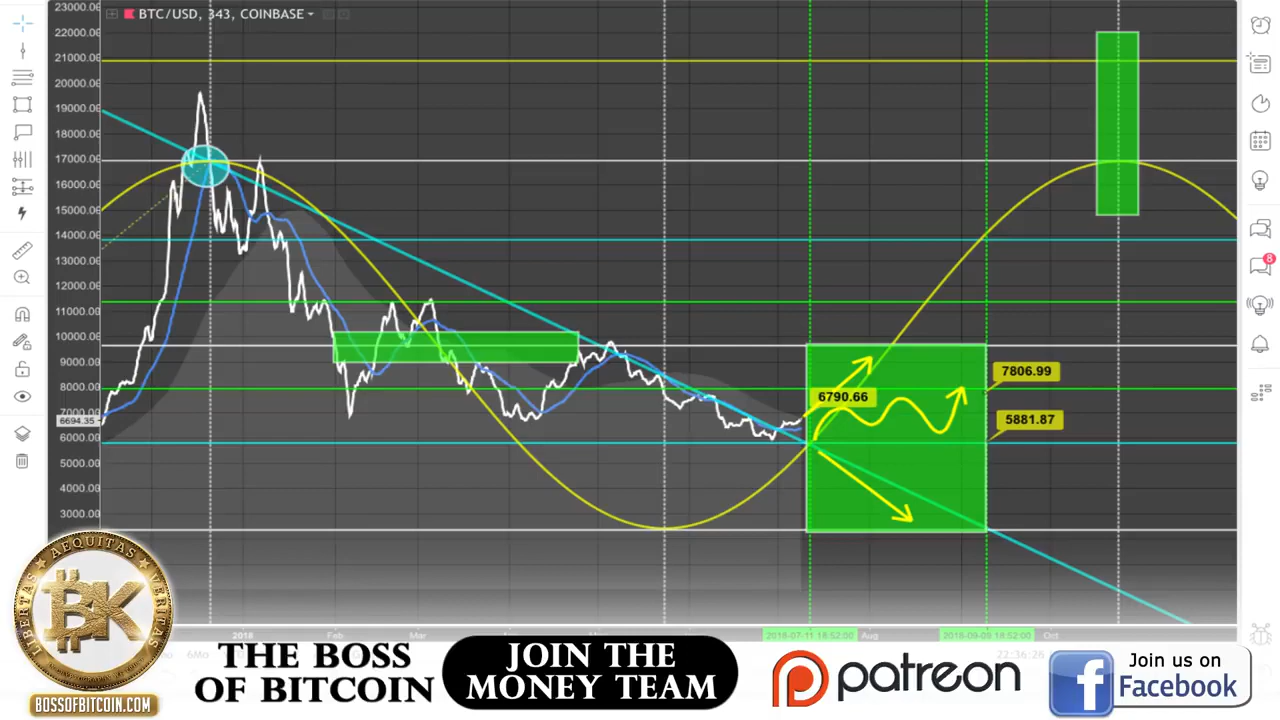 BTC/USD, 343, COINBASE
22000.00
21000.00
20000.00
19000.00
18000.00
17000.00
16000.00
15000.00
14000.00
13000.00
12000.00
11000.00
10000.00
9000.00
8000.00
7000.00
6694.35
6000.00
5000.00
4000.00
3000.00
8
7806.99
6790.66
5881.87
2018
Feb
Mar
2018-07-11 18:52:00
Aug
2018-09-09 18:52:00
Oct
22:36:26
AEQUITAS
LIBERTAS
VERITAS
BK
BOSSOFBITCOIN.COM
THE BOSS
OF BITCOIN
JOIN THE
MONEY TEAM
patreon
Join us on
Facebook